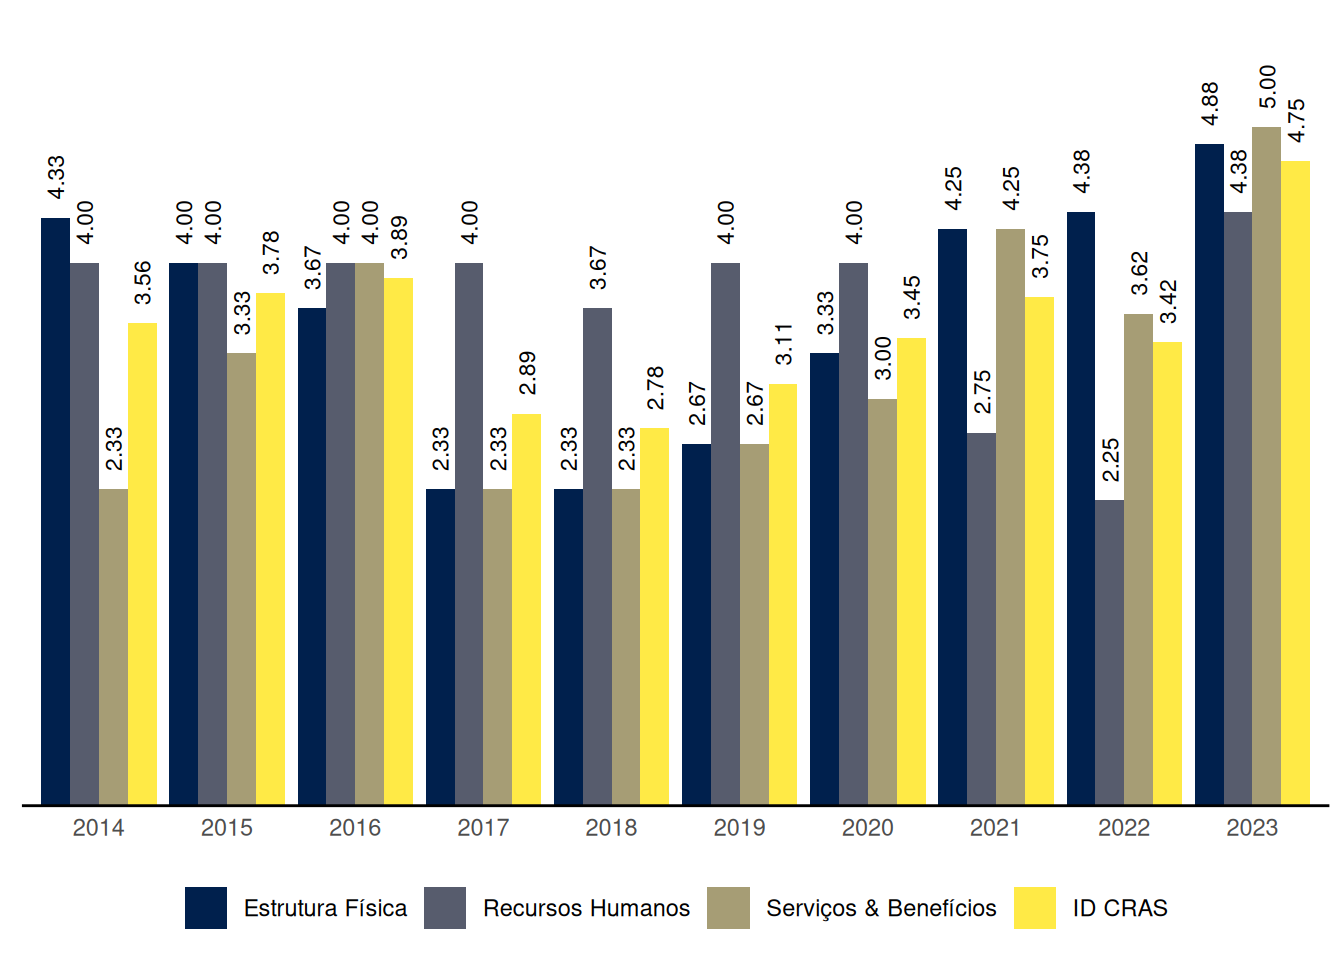 4.33 4.00 2.33 3.56
4.00 4.00 3.33 3.78
3.67 4.00 4.00 3.89
2.33 4.00 2.33 2.89
2.33 3.67 2.33 2.78
2.67 4.00 2.67 3.11
3.33 4.00 3.00 3.45
4.25 2.75 4.25 3.75
4.38 2.25 3.62 3.42
4.88 4.38 5.00 4.75
2014 2015 2016 2017 2018 2019 2020 2021 2022 2023
Estrutura Física Recursos Humanos Serviços & Benefícios ID CRAS